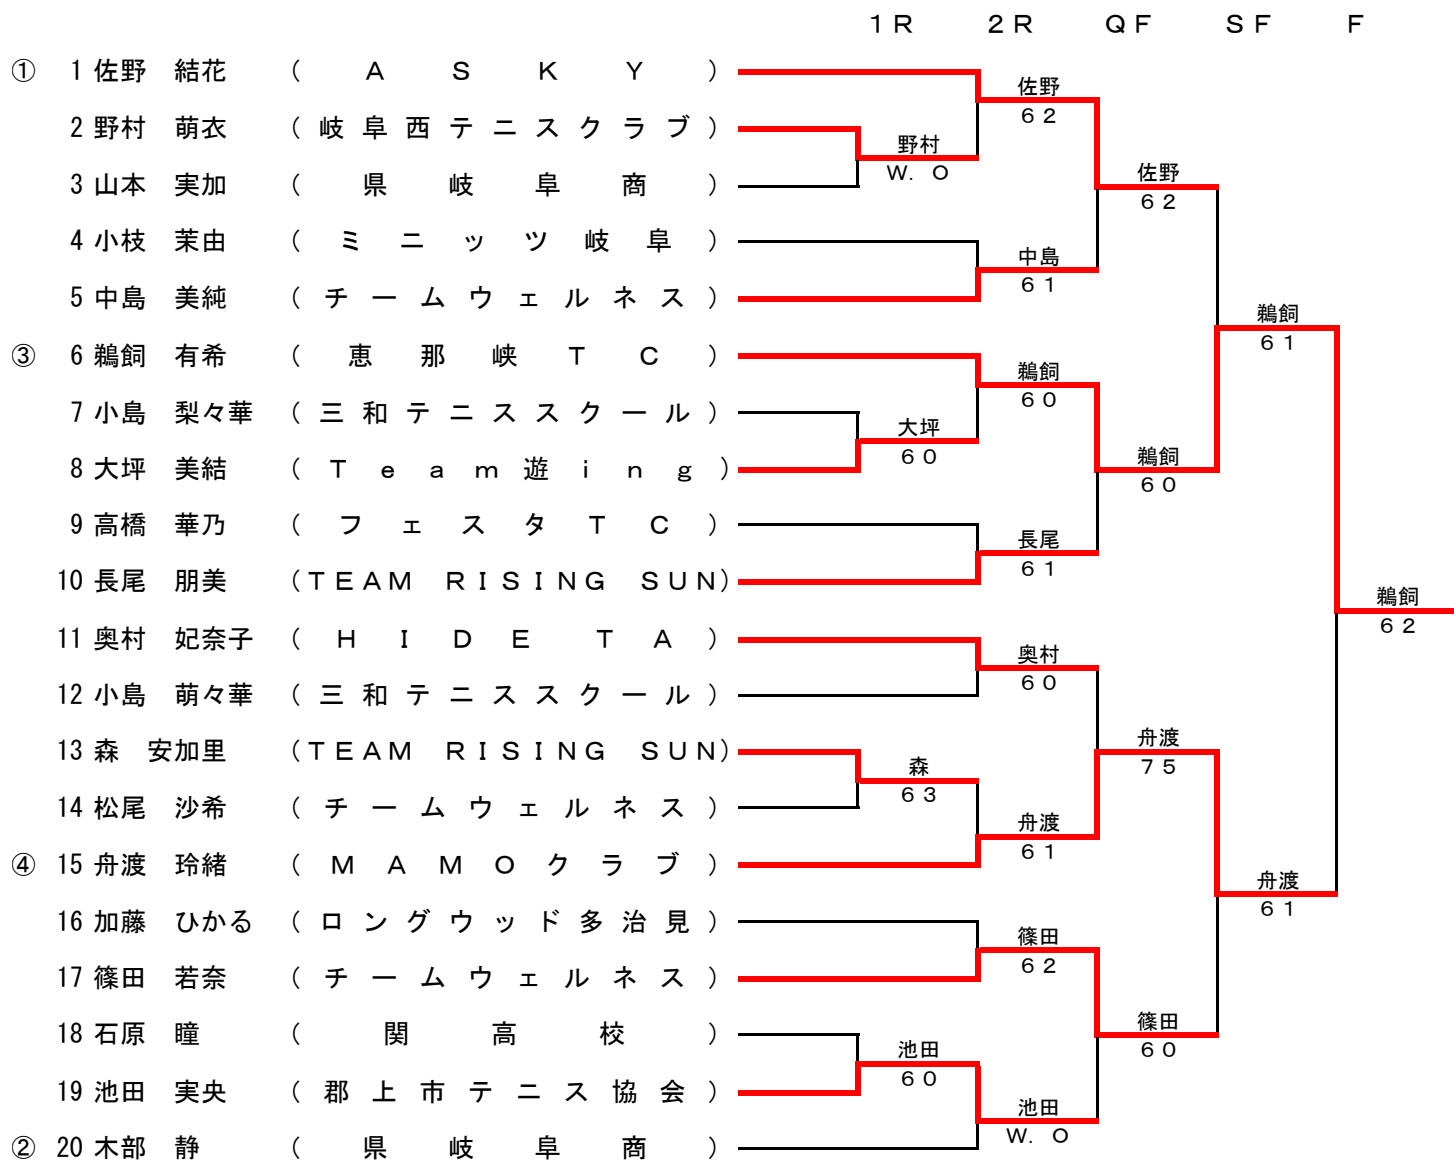 １Ｒ ２Ｒ ＱＦ ＳＦ Ｆ
① 1 佐野　結花 （ＡＳＫＹ）
佐野
６２
2 野村　萌衣 （岐阜西テニスクラブ）
野村
Ｗ．Ｏ
3 山本　実加 （県岐阜商）
佐野
６２
4 小枝　茉由 （ミニッツ岐阜）
中島
６１
5 中島　美純 （チームウェルネス）
鵜飼
６１
③ 6 鵜飼　有希 （恵那峡ＴＣ）
鵜飼
６０
7 小島　梨々華 （三和テニススクール）
大坪
６０
8 大坪　美結 （Ｔｅａｍ遊ｉｎｇ）
鵜飼
６０
9 高橋　華乃 （フェスタＴＣ）
長尾
６１
10 長尾　朋美 （ＴＥＡＭ　ＲＩＳＩＮＧ　ＳＵＮ）
鵜飼
６２
11 奥村　妃奈子 （ＨＩＤＥ　ＴＡ）
奥村
６０
12 小島　萌々華 （三和テニススクール）
13 森　安加里 （ＴＥＡＭ　ＲＩＳＩＮＧ　ＳＵＮ）
舟渡
７５
森
６３
14 松尾　沙希 （チームウェルネス）
舟渡
６１
④ 15 舟渡　玲緒 （ＭＡＭＯクラブ）
舟渡
６１
16 加藤　ひかる （ロングウッド多治見）
篠田
６２
17 篠田　若奈 （チームウェルネス）
18 石原　瞳 （関高校）
篠田
６０
池田
６０
19 池田　実央 （郡上市テニス協会）
池田
Ｗ．Ｏ
② 20 木部　静 （県岐阜商）